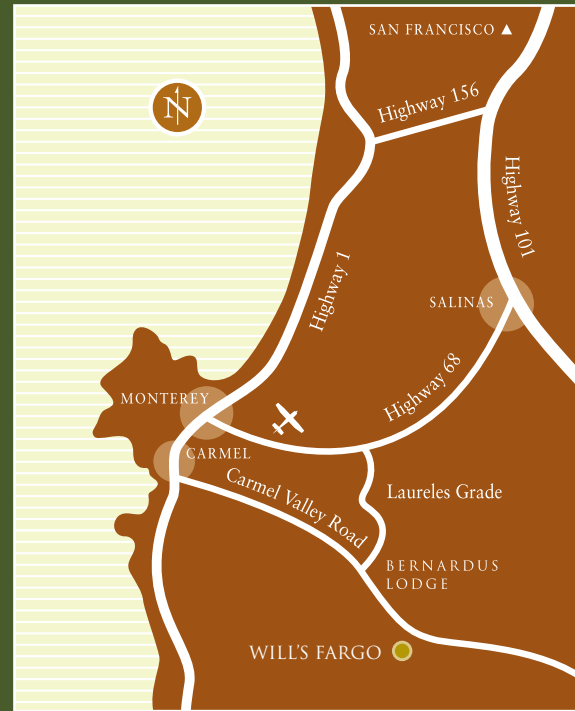 SAN FRANCISCO
N
Highway 156
Highway 101
Highway 1
SALINAS
Highway 68
MONTEREY
CARMEL
Carmel Valley Road
Laureles Grade
BERNARDUS
LODGE
WILL'S FARGO